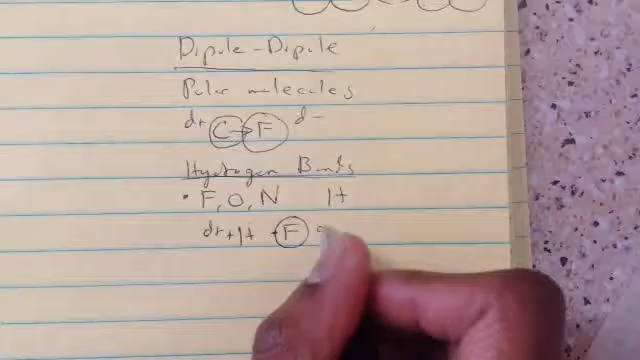 Dipole-Dipole
Polar molecules
d+ C→F d-
Hydrogen Bonds
• F, O, N H
d+ H - F